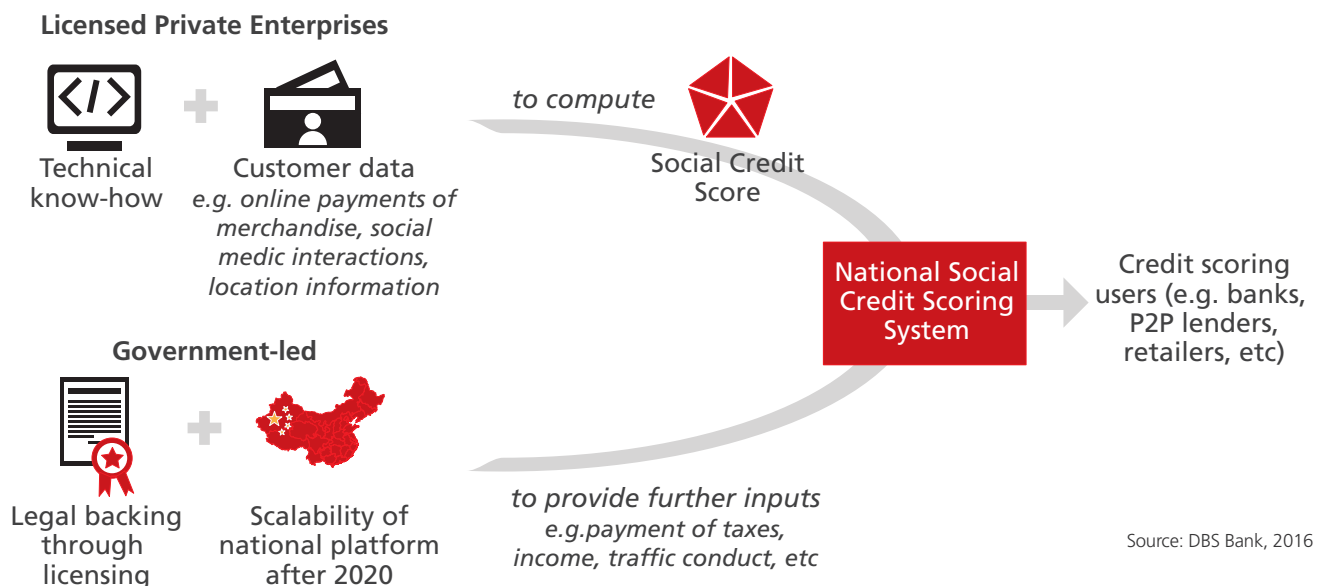 Licensed Private Enterprises
</>
Technical
know-how
Customer data
e.g. online payments of
merchandise, social
medic interactions,
location information
to compute
Social Credit
Score
Government-led
Legal backing
through
licensing
Scalability of
national platform
after 2020
to provide further inputs
e.g.payment of taxes,
income, traffic conduct, etc
National Social
Credit Scoring
System
Credit scoring
users (e.g. banks,
P2P lenders,
retailers, etc)
Source: DBS Bank, 2016